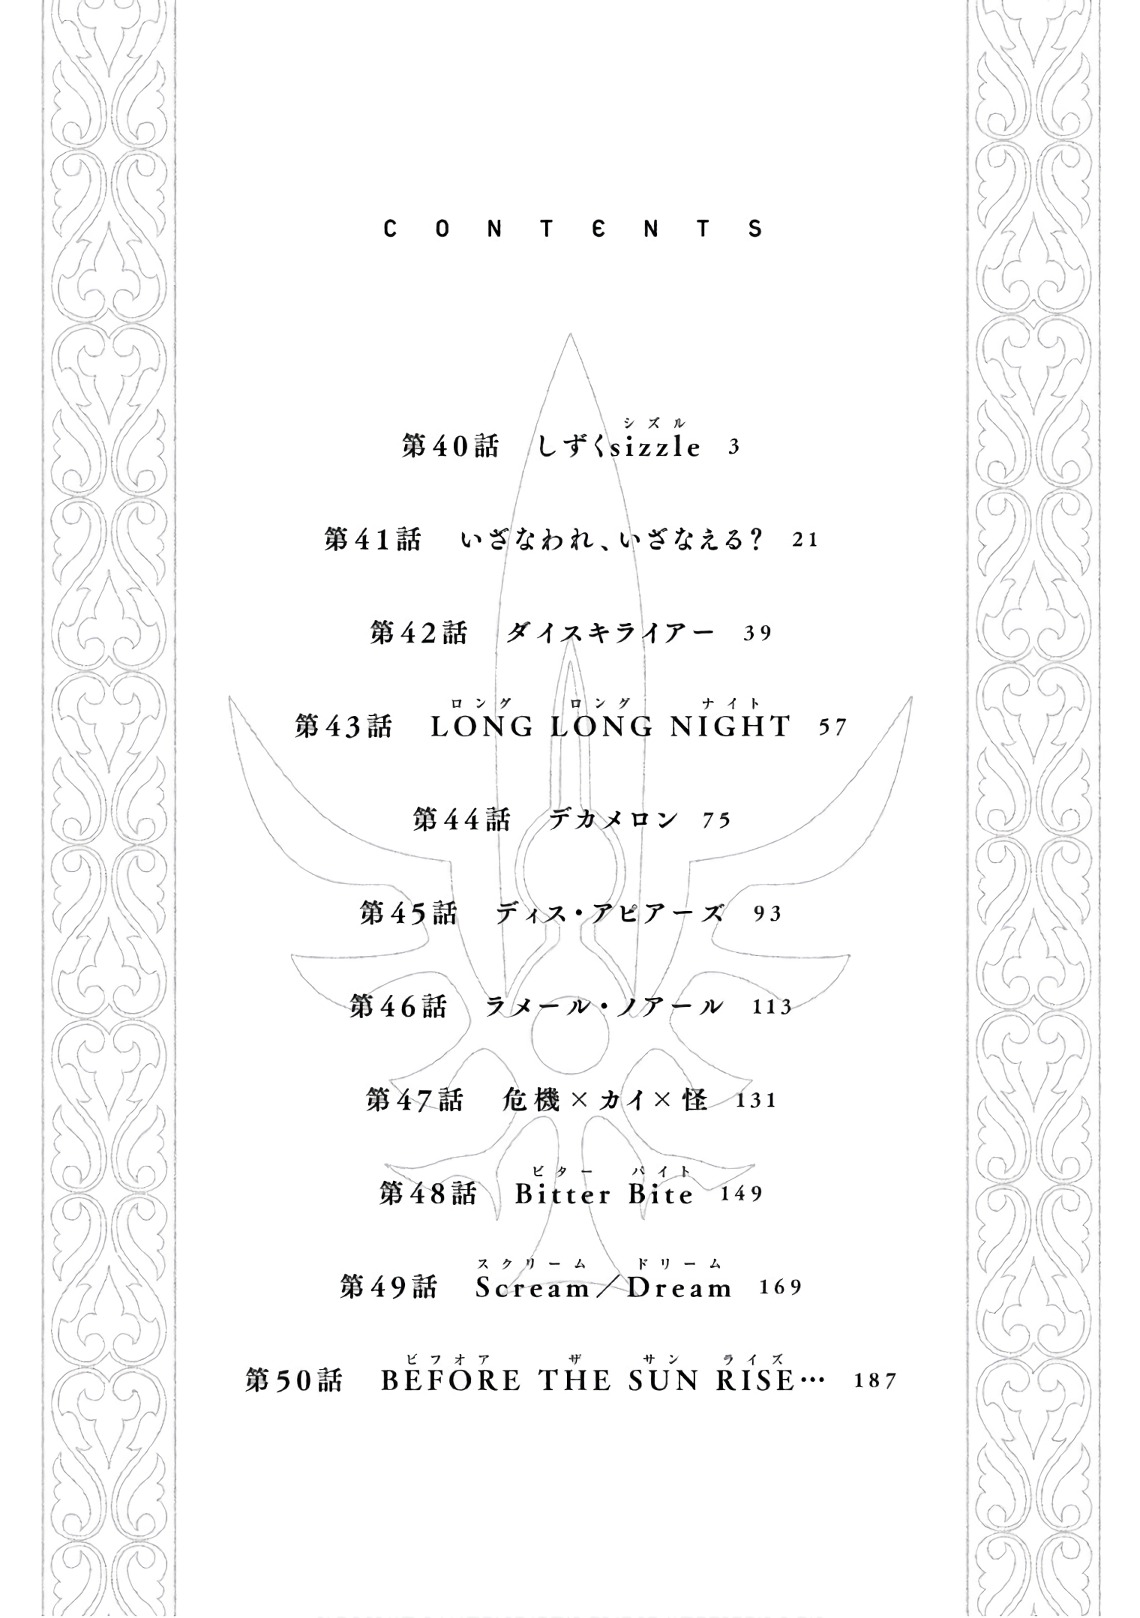 CONTENTS
シズル
第40話 しずくsizzle 3
第41話 いざなわれ、いざなえる? 21
第42話 ダイスキライアー 39
ロング ロング ナイト
第43話 LONG LONG NIGHT 57
第44話 デカメロン 75
第45話 ディス・アピアーズ 93
第46話 ラメール・ノアール 113
第47話 危機×カイ×怪 131
ビター バイト
第48話 Bitter Bite 149
スクリーム ドリーム
第49話 Scream／Dream 169
ビフオア ザ サン ライズ
第50話 BEFORE THE SUN RISE… 187